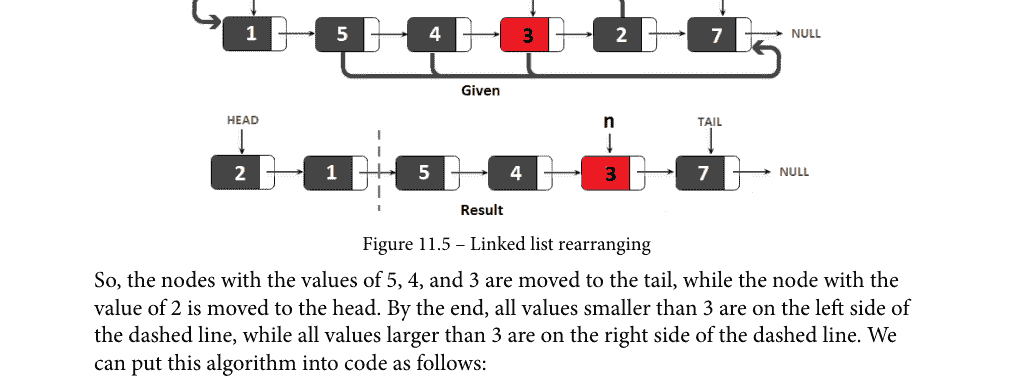 1 5 4 3 2 7 NULL
Given
HEAD n TAIL
2 1 5 4 3 7 NULL
Result
Figure 11.5 – Linked list rearranging
So, the nodes with the values of 5, 4, and 3 are moved to the tail, while the node with the
value of 2 is moved to the head. By the end, all values smaller than 3 are on the left side of
the dashed line, while all values larger than 3 are on the right side of the dashed line. We
can put this algorithm into code as follows: